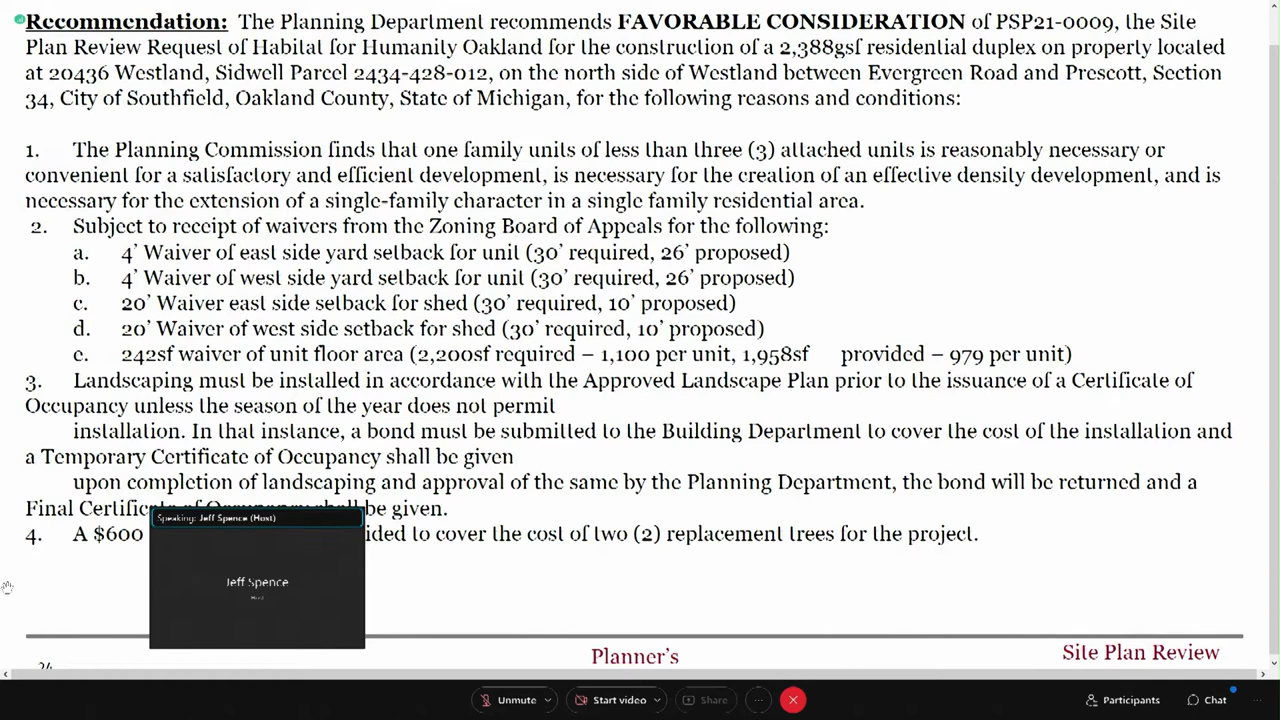 Recommendation: The Planning Department recommends FAVORABLE CONSIDERATION of PSP21-0009, the Site
Plan Review Request of Habitat for Humanity Oakland for the construction of a 2,388gsf residential duplex on property located
at 20436 Westland, Sidwell Parcel 2434-428-012, on the north side of Westland between Evergreen Road and Prescott, Section
34, City of Southfield, Oakland County, State of Michigan, for the following reasons and conditions:
1. The Planning Commission finds that one family units of less than three (3) attached units is reasonably necessary or
convenient for a satisfactory and efficient development, is necessary for the creation of an effective density development, and is
necessary for the extension of a single-family character in a single family residential area.
2. Subject to receipt of waivers from the Zoning Board of Appeals for the following:
a. 4' Waiver of east side yard setback for unit (30' required, 26' proposed)
b. 4' Waiver of west side yard setback for unit (30' required, 26' proposed)
c. 20' Waiver east side setback for shed (30' required, 10' proposed)
d. 20' Waiver of west side setback for shed (30' required, 10' proposed)
e. 242sf waiver of unit floor area (2,200sf required – 1,100 per unit, 1,958sf provided – 979 per unit)
3. Landscaping must be installed in accordance with the Approved Landscape Plan prior to the issuance of a Certificate of
Occupancy unless the season of the year does not permit
installation. In that instance, a bond must be submitted to the Building Department to cover the cost of the installation and
a Temporary Certificate of Occupancy shall be given
upon completion of landscaping and approval of the same by the Planning Department, the bond will be returned and a
Final be given.
4. A $600 to cover the cost of two (2) replacement trees for the project.
Speaking: Jeff Spence (Host)
Jeff Spence
Host
Planner's
Site Plan Review
Unmute
Start video
Share
Participants
Chat